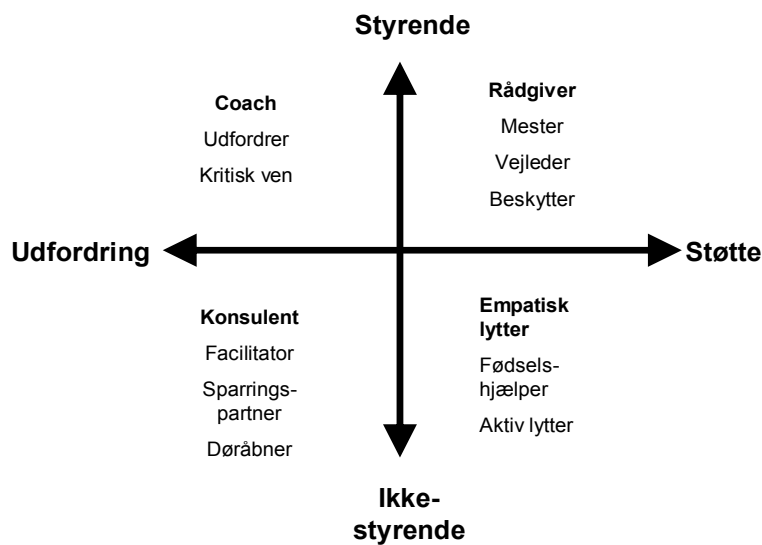 Styrende
Coach
Udfordrer
Kritisk ven
Rådgiver
Mester
Vejleder
Beskytter
Udfordring
Støtte
Konsulent
Facilitator
Sparrings-
partner
Døråbner
Empatisk
lytter
Fødsels-
hjælper
Aktiv lytter
Ikke-
styrende